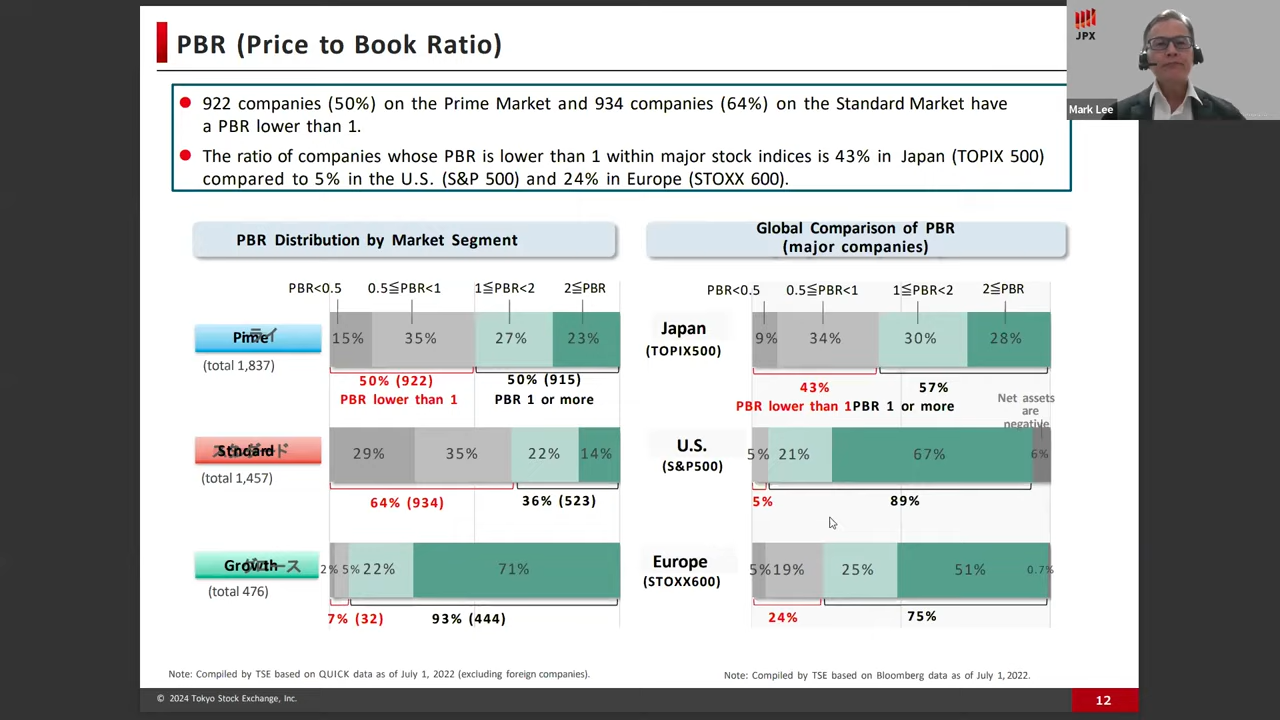 PBR (Price to Book Ratio)
JPX
Mark Lee
922 companies (50%) on the Prime Market and 934 companies (64%) on the Standard Market have
a PBR lower than 1.
The ratio of companies whose PBR is lower than 1 within major stock indices is 43% in Japan (TOPIX 500)
compared to 5% in the U.S. (S&P 500) and 24% in Europe (STOXX 600).
PBR Distribution by Market Segment
PBR<0.5 0.5≦PBR<1 1≦PBR<2 2≦PBR
Prime
(total 1,837)
15% 35% 27% 23%
50% (922) 50% (915)
PBR lower than 1 PBR 1 or more
(total 1,457)
29% 35% 22% 14%
64% (934) 36% (523)
Growth
(total 476)
2% 5% 22% 71%
7% (32) 93% (444)
Note: Compiled by TSE based on QUICK data as of July 1, 2022 (excluding foreign companies).
Global Comparison of PBR
(major companies)
PBR<0.5 0.5≦PBR<1 1≦PBR<2 2≦PBR
Japan
(TOPIX500)
9% 34% 30% 28%
43% 57%
PBR lower than 1 PBR 1 or more
Net assets
are
negative
U.S.
(S&P500)
5% 21% 67% 6%
5% 89%
Europe
(STOXX600)
5% 19% 25% 51% 0.7%
24% 75%
Note: Compiled by TSE based on Bloomberg data as of July 1, 2022.
© 2024 Tokyo Stock Exchange, Inc.
12